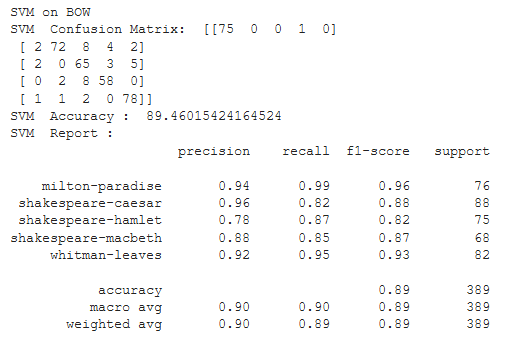 SVM on BOW
SVM Confusion Matrix: [[75 0 0 1 0]
[ 2 72 8 4 2]
[ 2 0 65 3 5]
[ 0 2 8 58 0]
[ 1 1 2 0 78]]
SVM Accuracy : 89.46015424164524
SVM Report :
precision recall f1-score support
milton-paradise 0.94 0.99 0.96 76
shakespeare-caesar 0.96 0.82 0.88 88
shakespeare-hamlet 0.78 0.87 0.82 75
shakespeare-macbeth 0.88 0.85 0.87 68
whitman-leaves 0.92 0.95 0.93 82
accuracy 0.89 389
macro avg 0.90 0.90 0.89 389
weighted avg 0.90 0.89 0.89 389